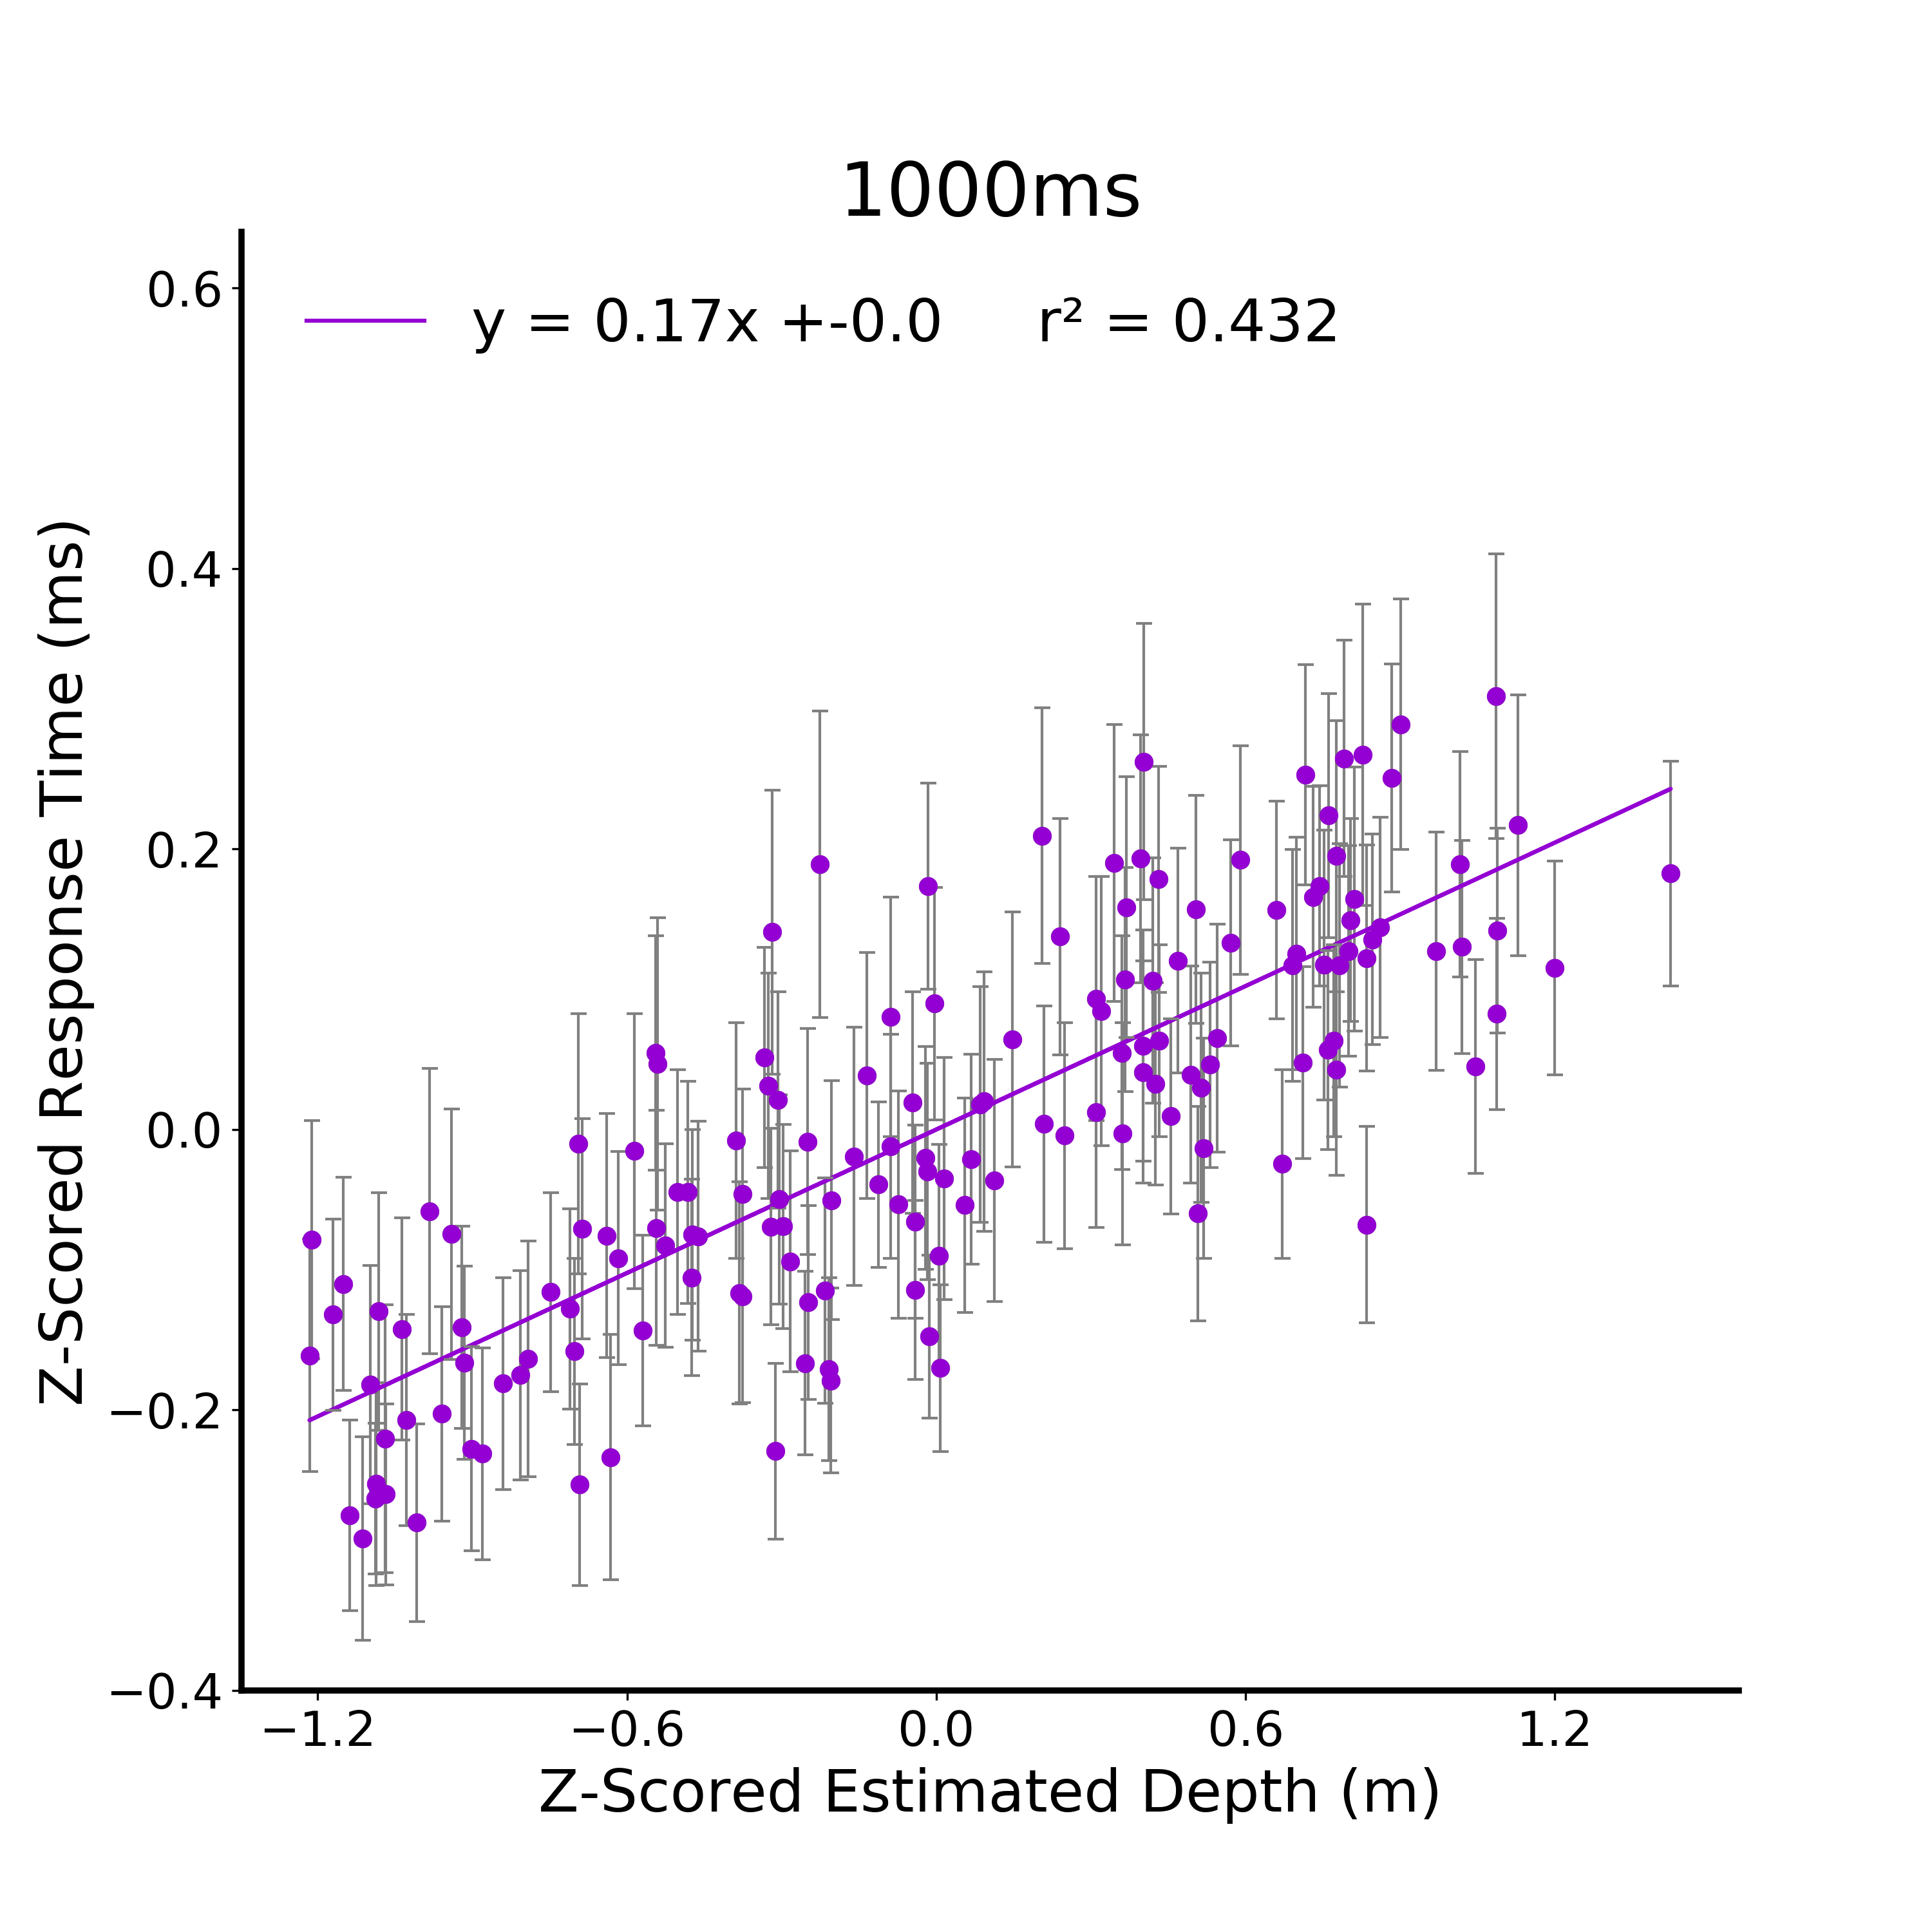 1000ms
y = 0.17x +-0.0 r² = 0.432
Z-Scored Response Time (ms)
0.6
0.4
0.2
0.0
−0.2
−0.4
−1.2 −0.6 0.0 0.6 1.2
Z-Scored Estimated Depth (m)